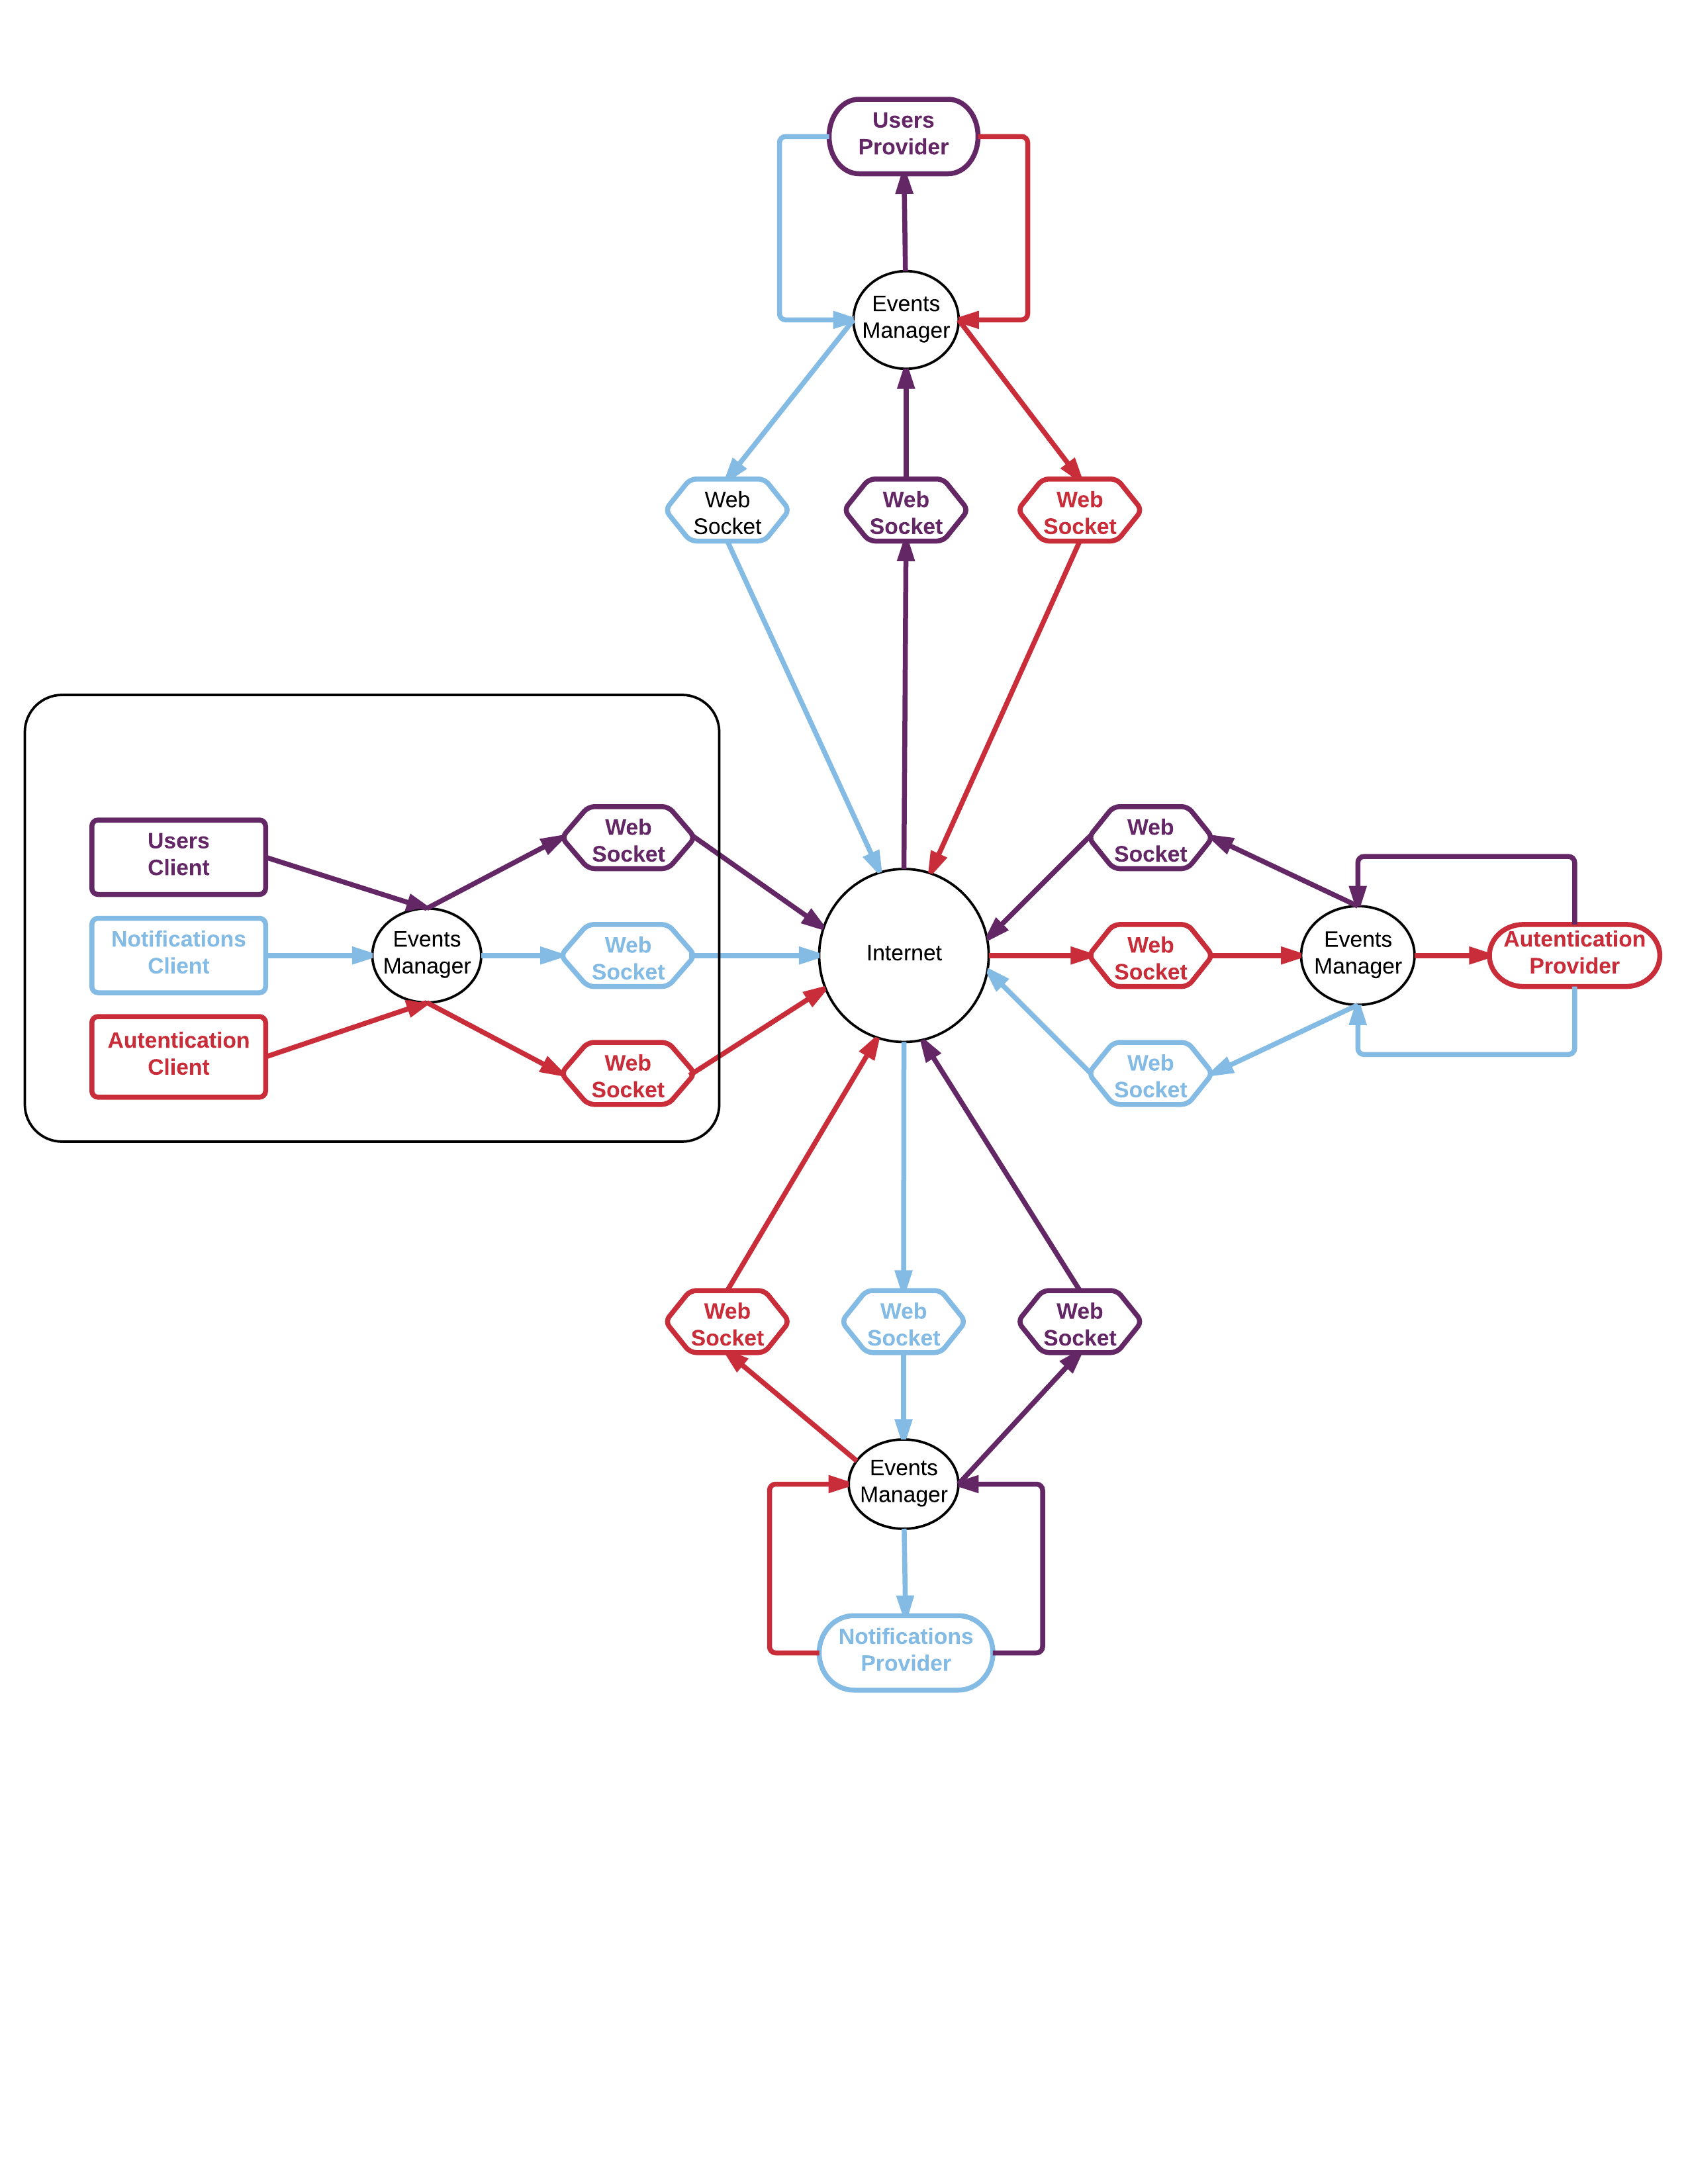 Users
Provider
Events
Manager
Web
Socket
Web
Socket
Web
Socket
Users
Client
Notifications
Client
Autentication
Client
Events
Manager
Web
Socket
Web
Socket
Web
Socket
Internet
Web
Socket
Web
Socket
Web
Socket
Events
Manager
Autentication
Provider
Web
Socket
Web
Socket
Web
Socket
Events
Manager
Notifications
Provider